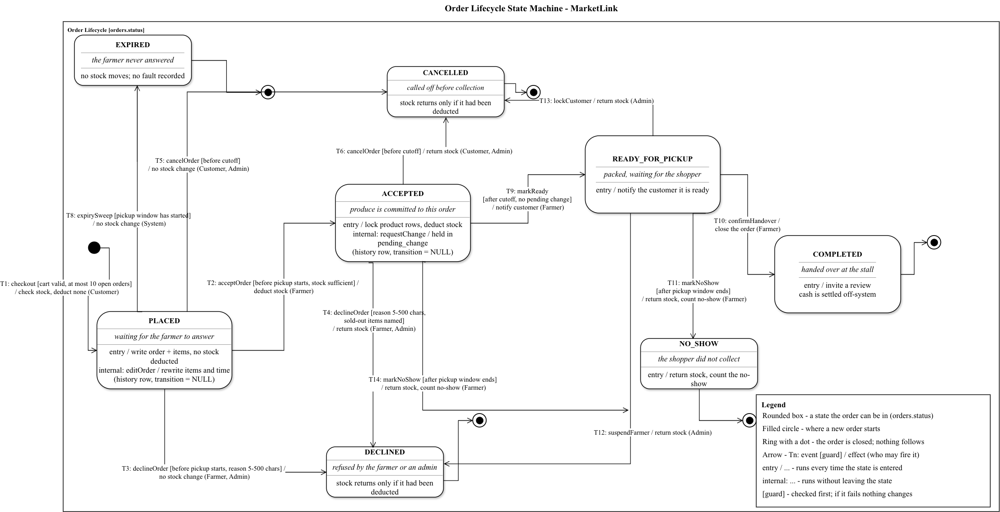 Order Lifecycle State Machine - MarketLink
Order Lifecycle [orders.status]
EXPIRED
the farmer never answered
no stock moves; no fault recorded
CANCELLED
called off before collection
stock returns only if it had been
deducted
T13: lockCustomer / return stock (Admin)
T6: cancelOrder [before cutoff] / return stock (Customer, Admin)
T5: cancelOrder [before cutoff]
/ no stock change (Customer, Admin)
READY_FOR_PICKUP
packed, waiting for the shopper
entry / notify the customer it is ready
ACCEPTED
produce is committed to this order
entry / lock product rows, deduct stock
internal: requestChange / held in
pending_change
(history row, transition = NULL)
T9: markReady
[after cutoff, no pending change]
/ notify customer (Farmer)
T8: expirySweep [pickup window has started]
/ no stock change (System)
T10: confirmHandover /
close the order (Farmer)
COMPLETED
handed over at the stall
entry / invite a review
cash is settled off-system
T1: checkout [cart valid, at most 10 open orders]
/ check stock, deduct none (Customer)
T2: acceptOrder [before pickup starts, stock sufficient] /
deduct stock (Farmer)
T11: markNoShow
[after pickup window ends]
/ return stock, count no-show (Farmer)
T4: declineOrder [reason 5-500 chars,
sold-out items named]
/ return stock (Farmer, Admin)
PLACED
waiting for the farmer to answer
entry / write order + items, no stock
deducted
internal: editOrder / rewrite items and time
(history row, transition = NULL)
NO_SHOW
the shopper did not collect
entry / return stock, count the no-
show
T14: markNoShow [after pickup window ends]
/ return stock, count no-show (Farmer)
T12: suspendFarmer / return stock (Admin)
DECLINED
refused by the farmer or an admin
stock returns only if it had been
deducted
T3: declineOrder [before pickup starts, reason 5-500 chars] /
no stock change (Farmer, Admin)
Legend
Rounded box - a state the order can be in (orders.status)
Filled circle - where a new order starts
Ring with a dot - the order is closed; nothing follows
Arrow - Tn: event [guard] / effect (who may fire it)
entry / ... - runs every time the state is entered
internal: ... - runs without leaving the state
[guard] - checked first; if it fails nothing changes